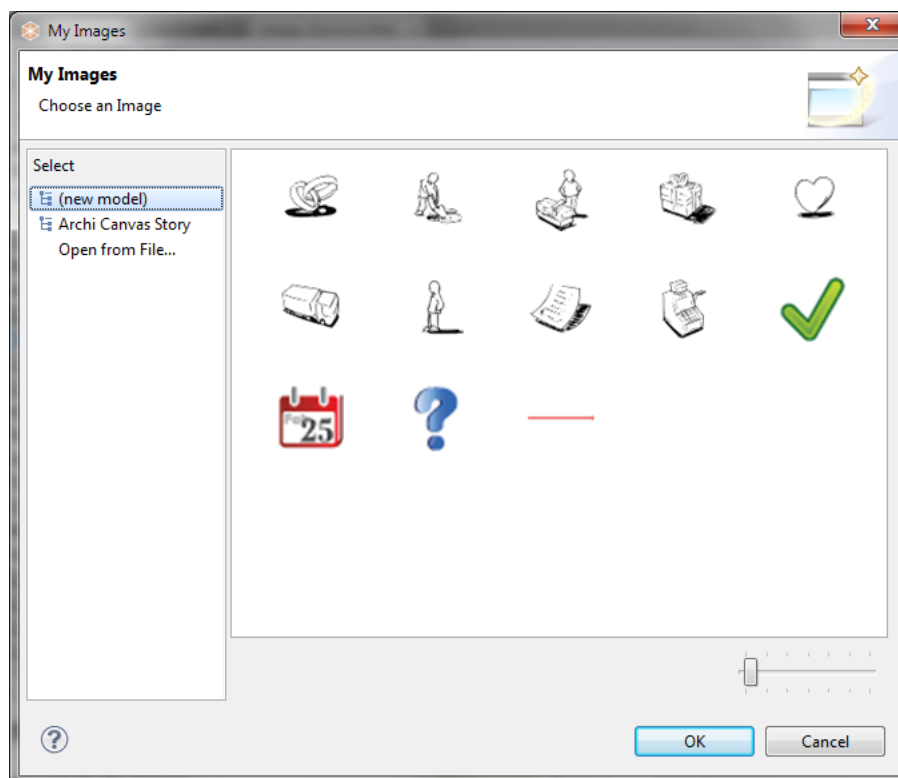 My Images
My Images
Choose an Image
Select
(new model)
Archi Canvas Story
Open from File...
Feb
25
OK
Cancel